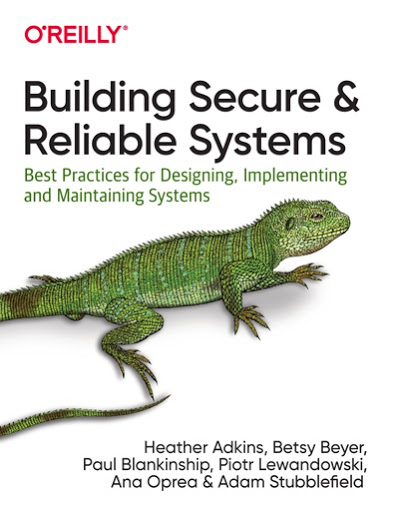 O'REILLY®
Building Secure &
Reliable Systems
Best Practices for Designing, Implementing
and Maintaining Systems
Heather Adkins, Betsy Beyer,
Paul Blankinship, Piotr Lewandowski,
Ana Oprea & Adam Stubblefield